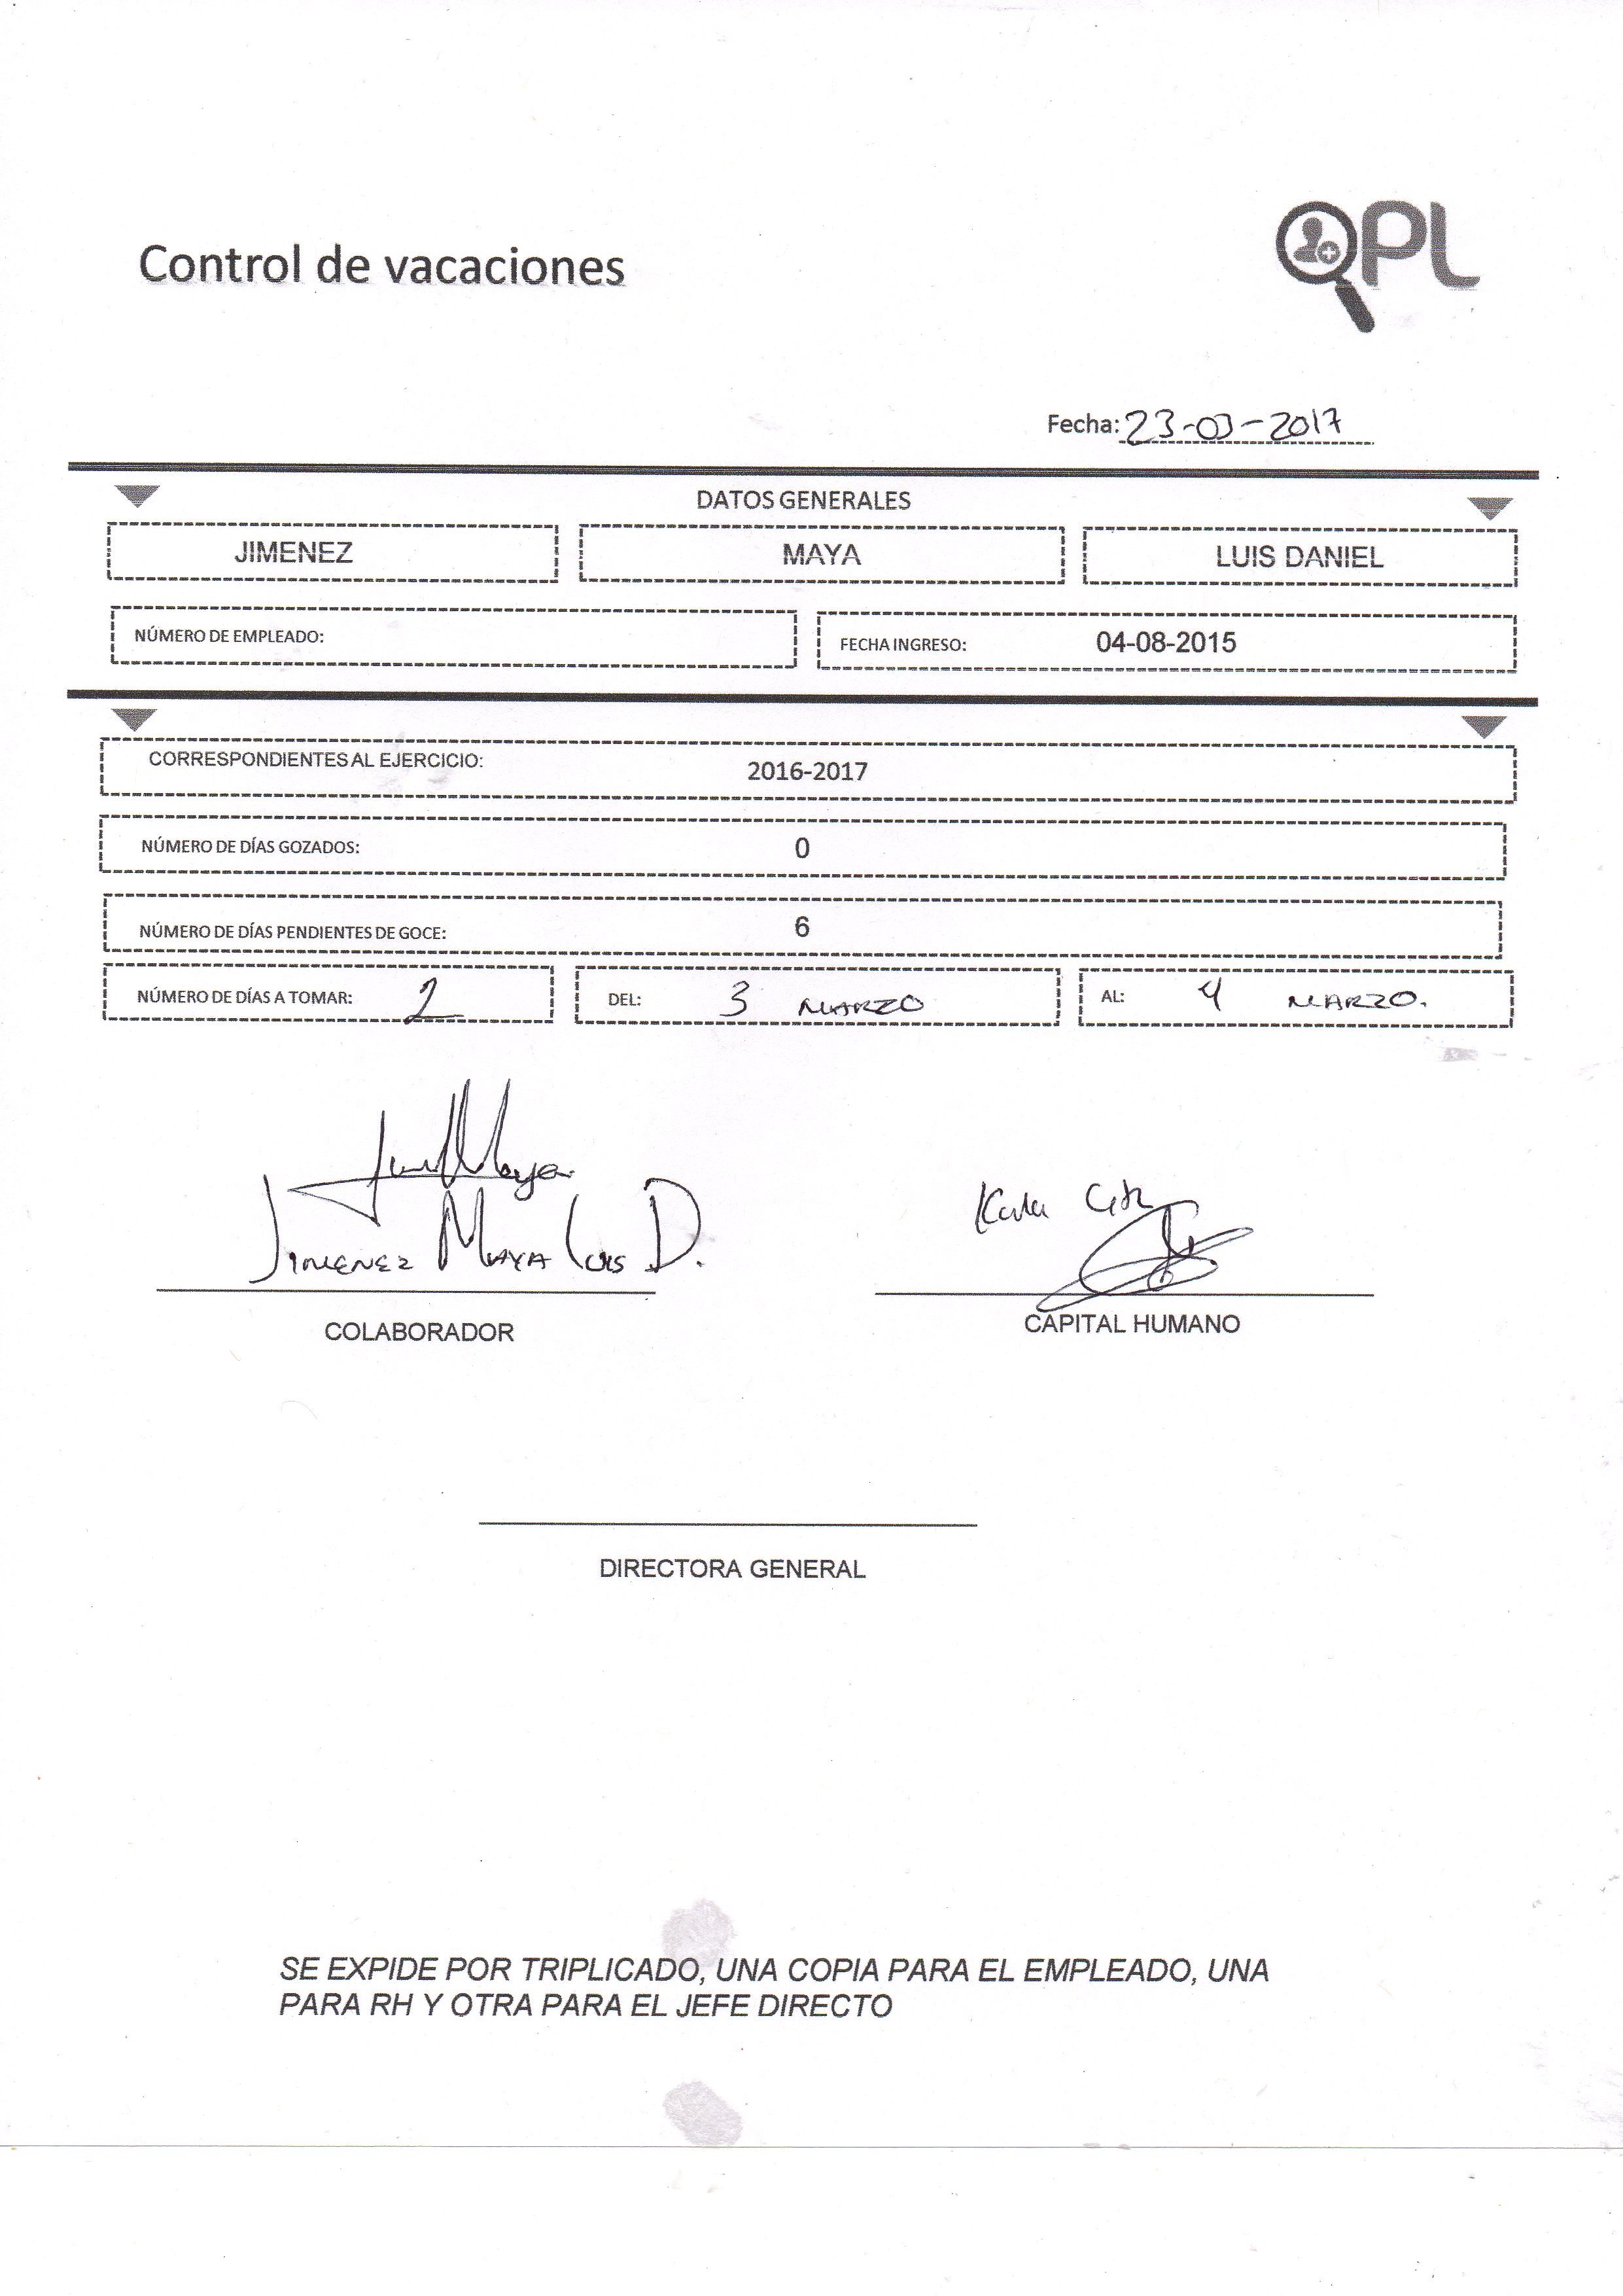 Control de vacaciones
QPL
Fecha: 23-03-2017
DATOS GENERALES
JIMENEZ MAYA LUIS DANIEL
NÚMERO DE EMPLEADO: FECHA INGRESO: 04-08-2015
CORRESPONDIENTES AL EJERCICIO: 2016-2017
NÚMERO DE DÍAS GOZADOS: 0
NÚMERO DE DÍAS PENDIENTES DE GOCE: 6
NÚMERO DE DÍAS A TOMAR: 2 DEL: 3 MARZO AL: 4 MARZO.
JIMENEZ MAYA LUIS D.
COLABORADOR CAPITAL HUMANO
DIRECTORA GENERAL
SE EXPIDE POR TRIPLICADO, UNA COPIA PARA EL EMPLEADO, UNA
PARA RH Y OTRA PARA EL JEFE DIRECTO